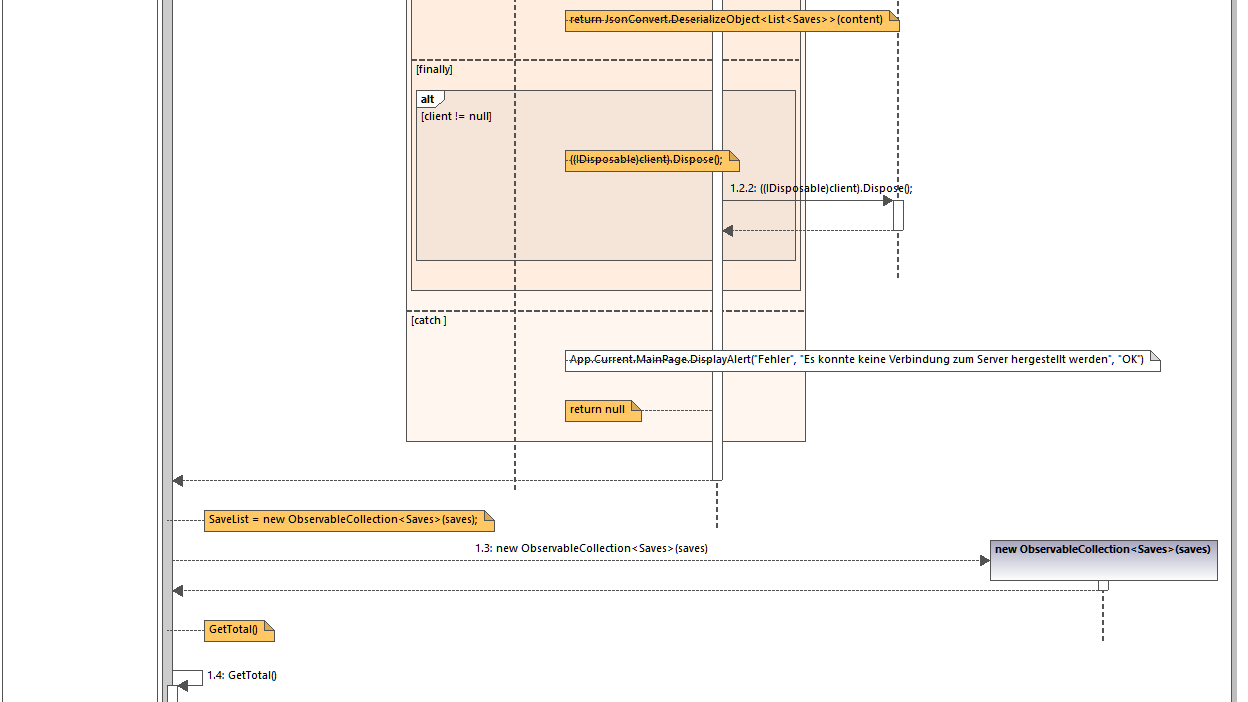 return JsonConvert.DeserializeObject<List<Saves>>(content)
[finally]
alt
[client != null]
((IDisposable)client).Dispose();
1.2.2: ((IDisposable)client).Dispose();
[catch ]
App.Current.MainPage.DisplayAlert("Fehler", "Es konnte keine Verbindung zum Server hergestellt werden", "OK")
return null
SaveList = new ObservableCollection<Saves>(saves);
1.3: new ObservableCollection<Saves>(saves)
new ObservableCollection<Saves>(saves)
GetTotal()
1.4: GetTotal()